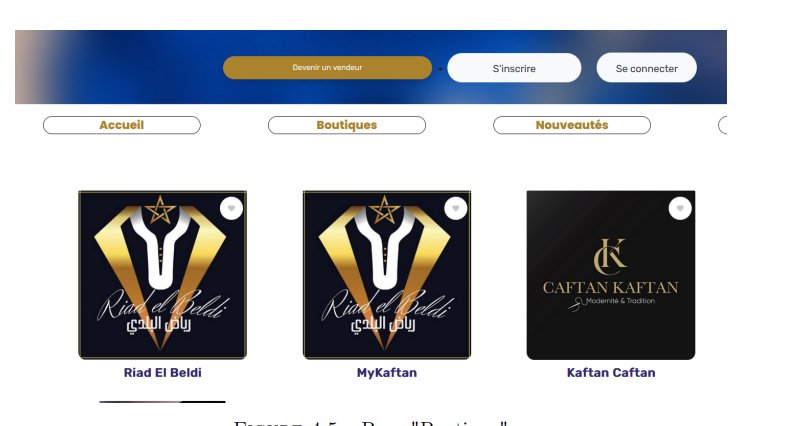 Devenir un vendeur
S'inscrire
Se connecter
Accueil
Boutiques
Nouveautés
Riad el Beldi
رياض البلدي
Riad el Beldi
رياض البلدي
CK
CAFTAN KAFTAN
Modernité & Tradition
Riad El Beldi
MyKaftan
Kaftan Caftan